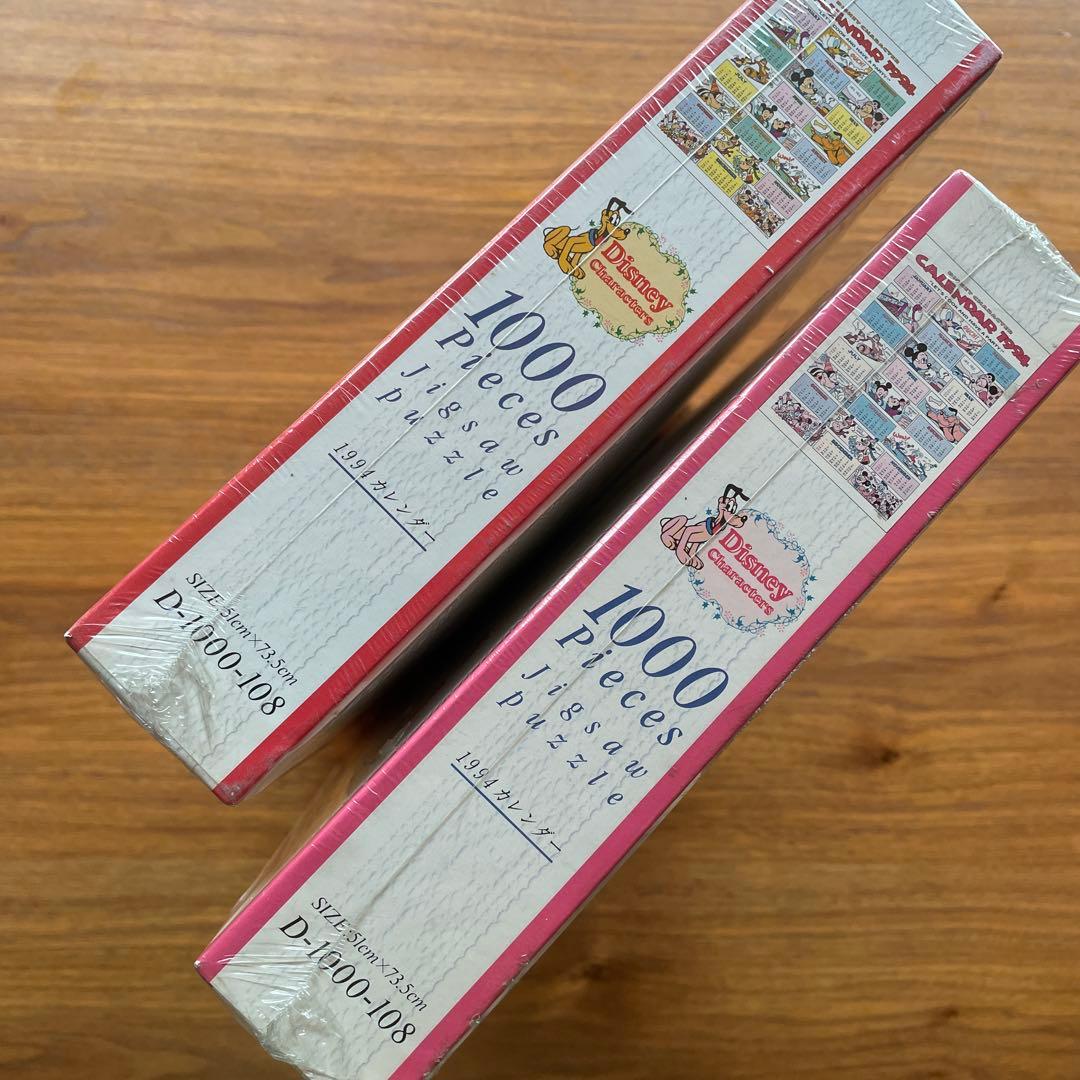 CALENDAR 1994
Disney
Characters
1000
Pieces
Jigsaw
puzzle
1994カレンダー
SIZE:51cm×73.5cm
D-1000-108
CALENDAR 1994
Disney
Characters
1000
Pieces
Jigsaw
puzzle
1994カレンダー
SIZE:51cm×73.5cm
D-1000-108